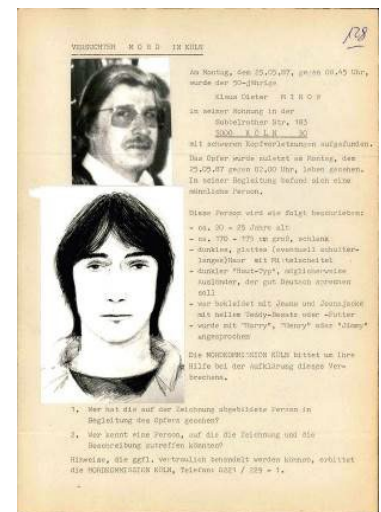 128
VERSUCHTER M O R D IN KÖLN
Am Montag, dem 25.05.87, gegen 08.45 Uhr,
wurde der 50-jährige
Klaus Dieter
in seiner Wohnung in der
Subbelrather Str. 183
5000 K Ö L N 30
mit schweren Kopfverletzungen aufgefunden.
Das Opfer wurde zuletzt am Montag, dem
25.05.87 gegen 02.00 Uhr, leben gesehen.
In seiner Begleitung befand sich eine
männliche Person.
Diese Person wird wie folgt beschrieben:
- ca. 20 - 25 Jahre alt
- ca. 170 - 175 cm groß, schlank
- dunkles, glattes (eventuell schulter-
langes)Haar mit Mittelscheitel
- dunkler "Haut-Typ", möglicherweise
Ausländer, der gut Deutsch sprechen
soll
- war bekleidet mit Jeans und Jeansjacke
mit hellem Teddy-Besatz oder -Futter
- wurde mit "Harry", "Henry" oder "Jimmy"
angesprochen
Die MORDKOMMISSION KÖLN bittet um Ihre
Hilfe bei der Aufklärung dieses Ver-
brechens.
1. Wer hat die auf der Zeichnung abgebildete Person in
Begleitung des Opfers gesehen?
2. Wer kennt eine Person, auf die die Zeichnung und die
Beschreibung zutreffen könnten?
Hinweise, die ggfl. vertraulich behandelt werden können, erbittet
die MORDKOMMISSION KÖLN, Telefon: 0221 / 229 - 1.